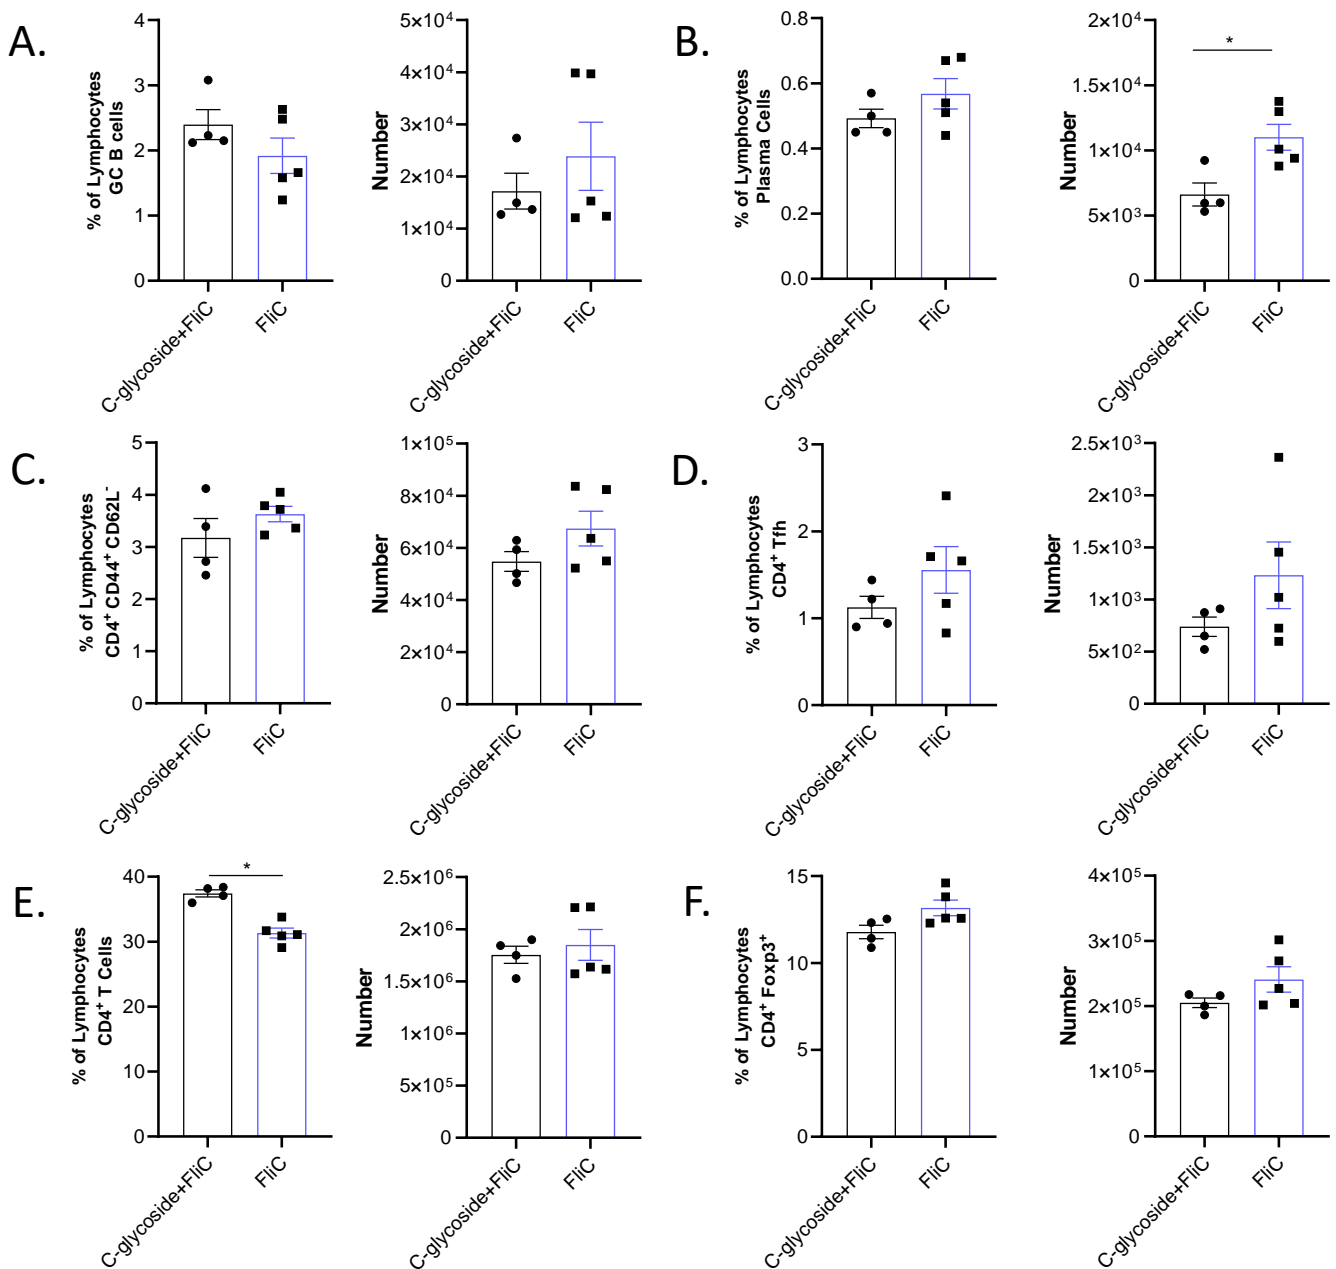 A.
% of Lymphocytes
GC B cells
4
3
2
1
0
C-glycoside+FliC
FliC
Number
5×10⁴
4×10⁴
3×10⁴
2×10⁴
1×10⁴
0
C-glycoside+FliC
FliC
B.
% of Lymphocytes
Plasma Cells
0.8
0.6
0.4
0.2
0.0
C-glycoside+FliC
FliC
Number
2×10⁴
2×10⁴
1×10⁴
5×10³
0
*
C-glycoside+FliC
FliC
C.
% of Lymphocytes
CD4⁺ CD44⁺ CD62L⁻
5
4
3
2
1
0
C-glycoside+FliC
FliC
Number
1×10⁵
8×10⁴
6×10⁴
4×10⁴
2×10⁴
0
C-glycoside+FliC
FliC
D.
% of Lymphocytes
CD4⁺ Tfh
3
2
1
0
C-glycoside+FliC
FliC
Number
2.5×10³
2×10³
1×10³
1×10³
5×10²
0
C-glycoside+FliC
FliC
E.
% of Lymphocytes
CD4⁺ T Cells
40
30
20
10
0
*
C-glycoside+FliC
FliC
Number
2.5×10⁶
2×10⁶
1×10⁶
1×10⁶
5×10⁵
0
C-glycoside+FliC
FliC
F.
% of Lymphocytes
CD4⁺ Foxp3⁺
15
10
5
0
C-glycoside+FliC
FliC
Number
4×10⁵
3×10⁵
2×10⁵
1×10⁵
0
C-glycoside+FliC
FliC